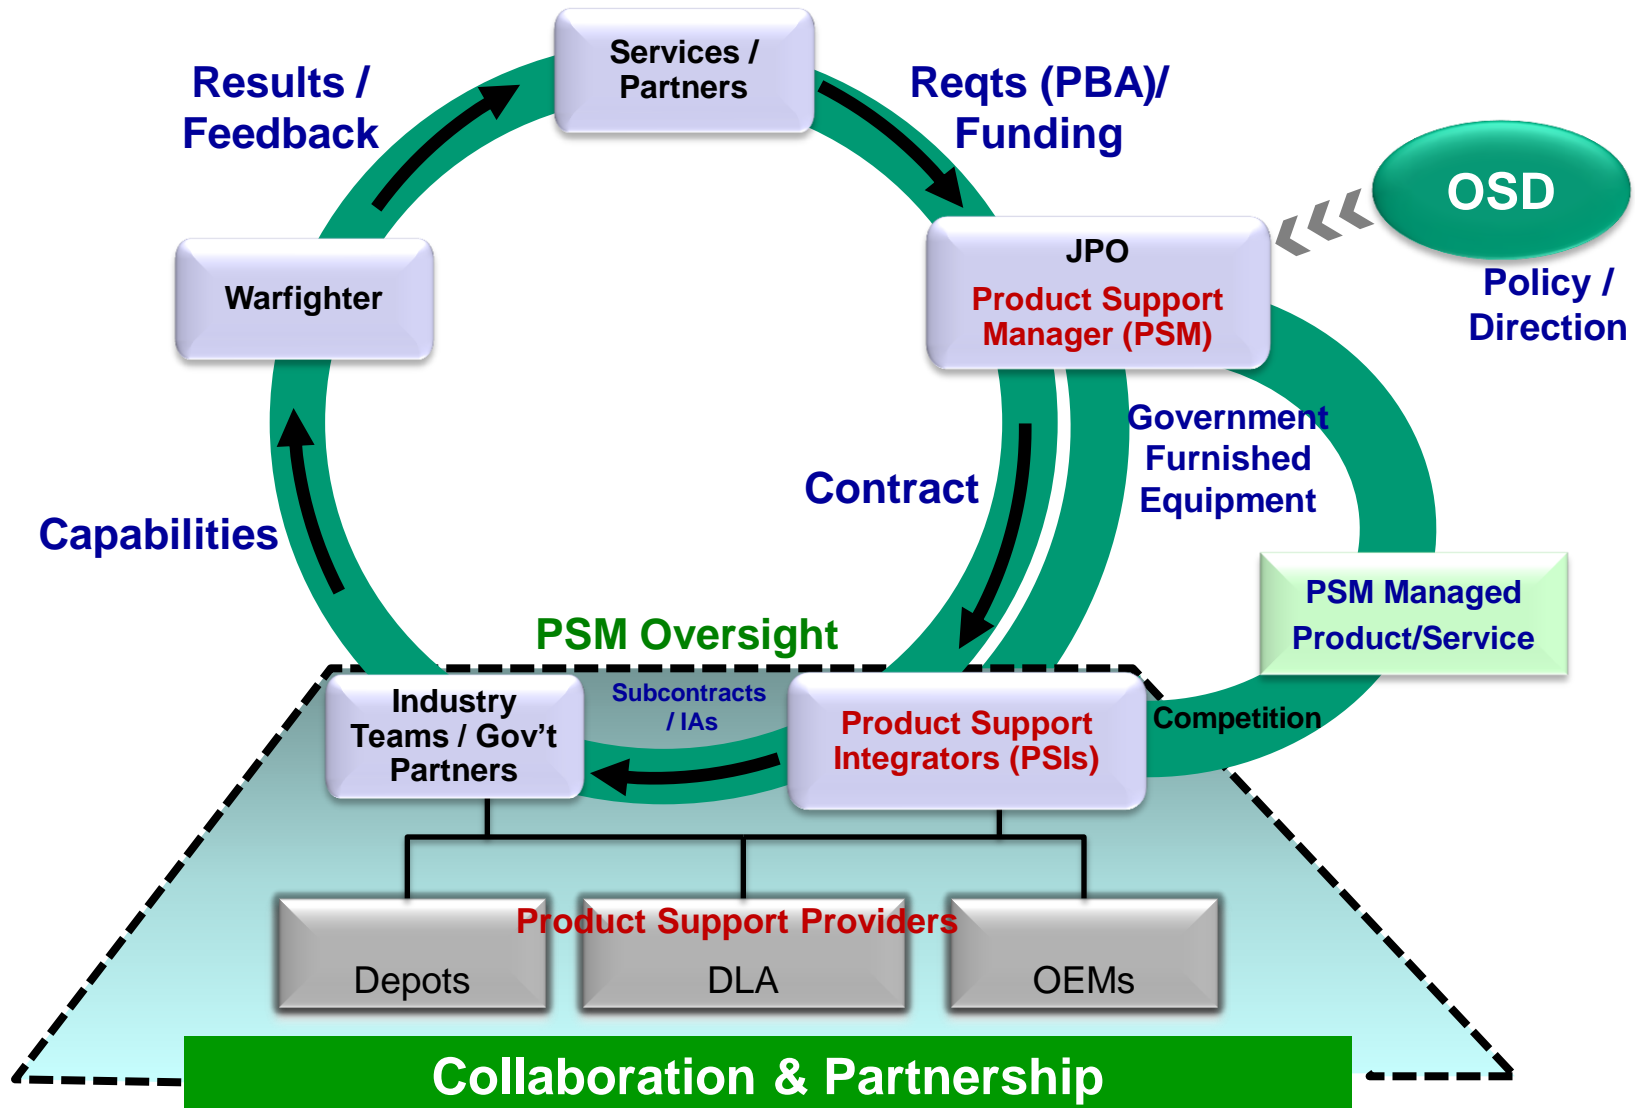 Services /
Partners
Results /
Feedback
Reqts (PBA)/
Funding
OSD
Policy /
Direction
JPO
Product Support
Manager (PSM)
Warfighter
Government
Furnished
Equipment
Contract
Capabilities
PSM Managed
Product/Service
PSM Oversight
Industry
Teams / Gov't
Partners
Subcontracts
/ IAs
Product Support
Integrators (PSIs)
Competition
Product Support Providers
Depots
DLA
OEMs
Collaboration & Partnership